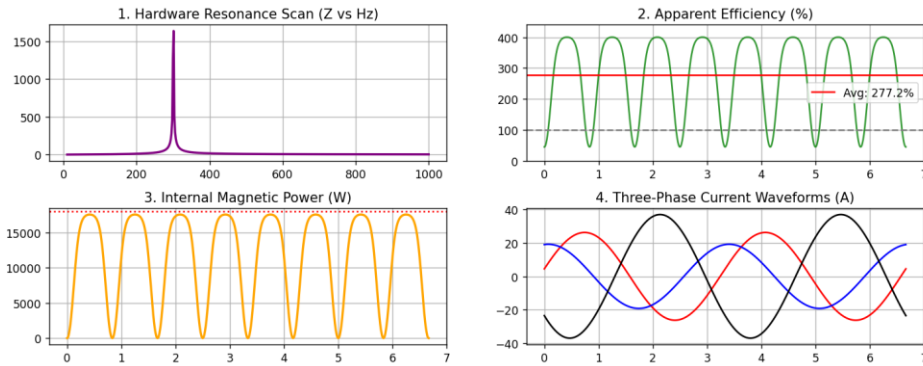 1. Hardware Resonance Scan (Z vs Hz)
1500
1000
500
0
0 200 400 600 800 1000
2. Apparent Efficiency (%)
400
300
200
100
0
0 1 2 3 4 5 6 7
Avg: 277.2%
3. Internal Magnetic Power (W)
15000
10000
5000
0
0 1 2 3 4 5 6 7
4. Three-Phase Current Waveforms (A)
40
20
0
−20
−40
0 1 2 3 4 5 6 7